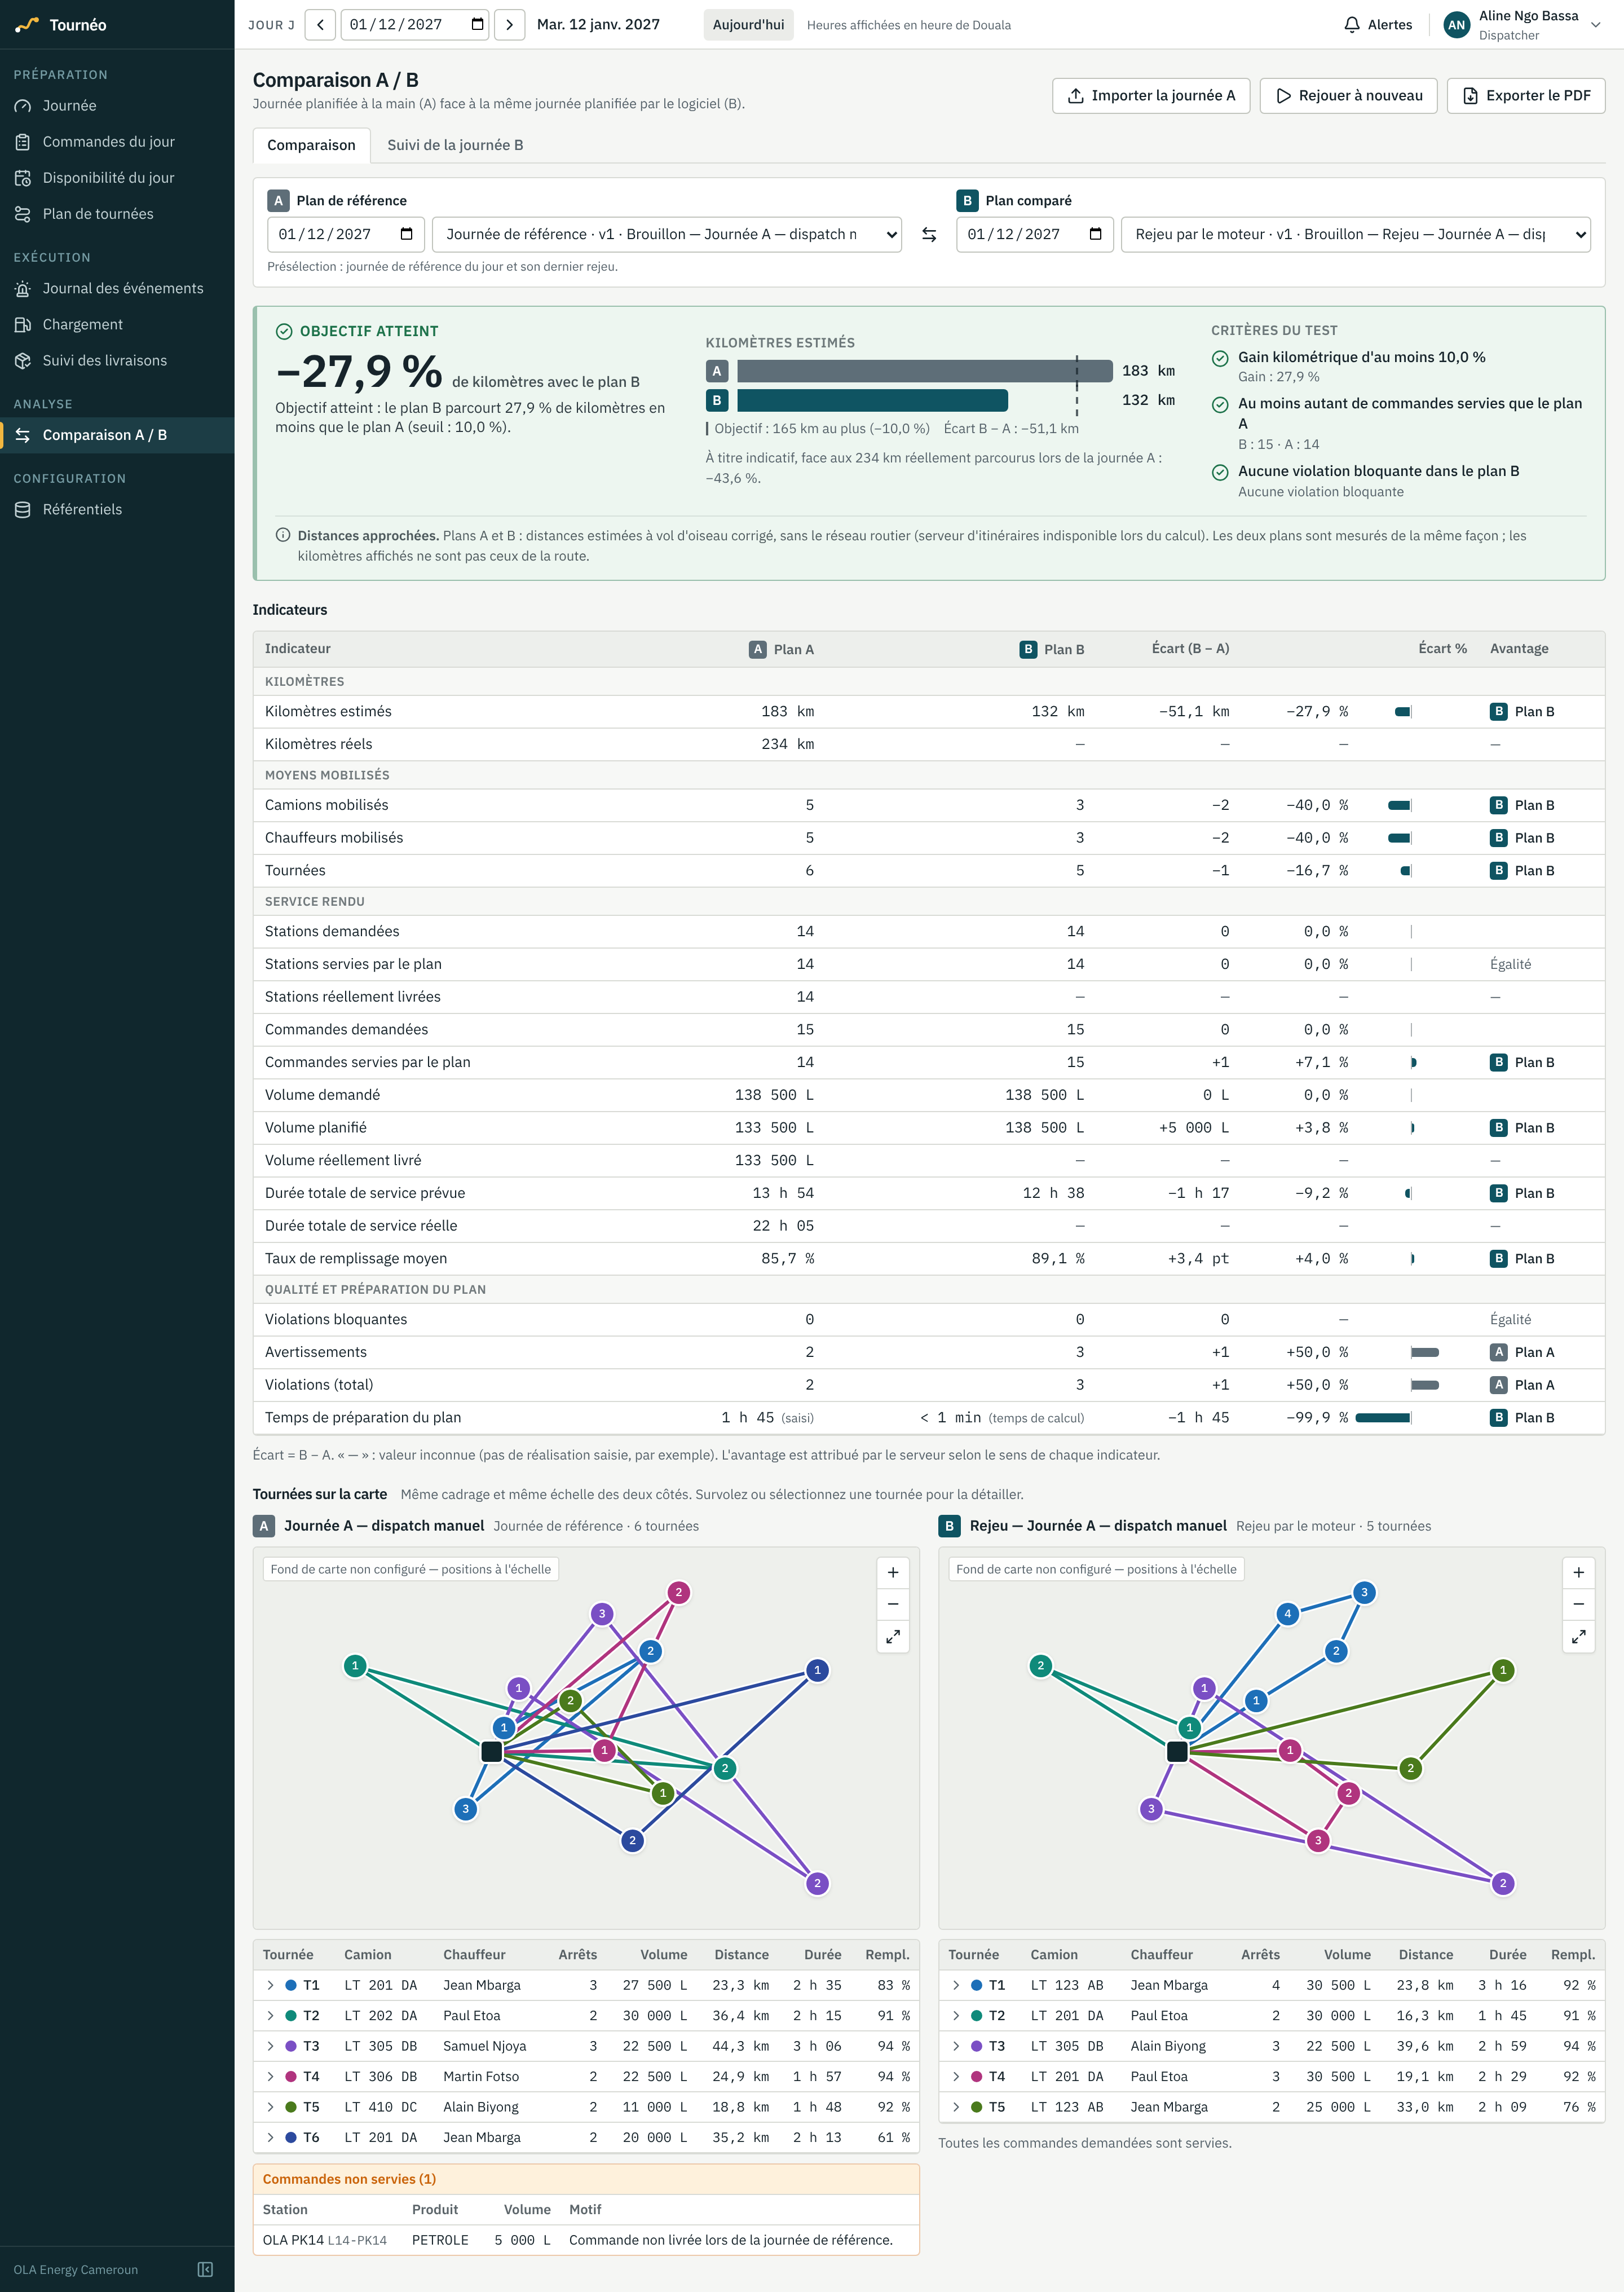 Tournéo
JOUR J
01/12/2027
Mar. 12 janv. 2027
Aujourd'hui
Heures affichées en heure de Douala
Alertes
AN
Aline Ngo Bassa
Dispatcher
PRÉPARATION
Journée
Commandes du jour
Disponibilité du jour
Plan de tournées
EXÉCUTION
Journal des événements
Chargement
Suivi des livraisons
ANALYSE
Comparaison A / B
CONFIGURATION
Référentiels
OLA Energy Cameroun
Comparaison A / B
Journée planifiée à la main (A) face à la même journée planifiée par le logiciel (B).
Importer la journée A
Rejouer à nouveau
Exporter le PDF
Comparaison
Suivi de la journée B
A Plan de référence
01/12/2027
Journée de référence · v1 · Brouillon — Journée A — dispatch n
B Plan comparé
01/12/2027
Rejeu par le moteur · v1 · Brouillon — Rejeu — Journée A — disp
Présélection : journée de référence du jour et son dernier rejeu.
OBJECTIF ATTEINT
−27,9 % de kilomètres avec le plan B
Objectif atteint : le plan B parcourt 27,9 % de kilomètres en
moins que le plan A (seuil : 10,0 %).
KILOMÈTRES ESTIMÉS
A 183 km
B 132 km
Objectif : 165 km au plus (−10,0 %) Écart B − A : −51,1 km
À titre indicatif, face aux 234 km réellement parcourus lors de la journée A :
−43,6 %.
CRITÈRES DU TEST
Gain kilométrique d'au moins 10,0 %
Gain : 27,9 %
Au moins autant de commandes servies que le plan
A
B : 15 · A : 14
Aucune violation bloquante dans le plan B
Aucune violation bloquante
Distances approchées. Plans A et B : distances estimées à vol d'oiseau corrigé, sans le réseau routier (serveur d'itinéraires indisponible lors du calcul). Les deux plans sont mesurés de la même façon ; les
kilomètres affichés ne sont pas ceux de la route.
Indicateurs
Indicateur A Plan A B Plan B Écart (B − A) Écart % Avantage
KILOMÈTRES
Kilomètres estimés 183 km 132 km −51,1 km −27,9 % B Plan B
Kilomètres réels 234 km — — — —
MOYENS MOBILISÉS
Camions mobilisés 5 3 −2 −40,0 % B Plan B
Chauffeurs mobilisés 5 3 −2 −40,0 % B Plan B
Tournées 6 5 −1 −16,7 % B Plan B
SERVICE RENDU
Stations demandées 14 14 0 0,0 %
Stations servies par le plan 14 14 0 0,0 % Égalité
Stations réellement livrées 14 — — — —
Commandes demandées 15 15 0 0,0 %
Commandes servies par le plan 14 15 +1 +7,1 % B Plan B
Volume demandé 138 500 L 138 500 L 0 L 0,0 %
Volume planifié 133 500 L 138 500 L +5 000 L +3,8 % B Plan B
Volume réellement livré 133 500 L — — — —
Durée totale de service prévue 13 h 54 12 h 38 −1 h 17 −9,2 % B Plan B
Durée totale de service réelle 22 h 05 — — — —
Taux de remplissage moyen 85,7 % 89,1 % +3,4 pt +4,0 % B Plan B
QUALITÉ ET PRÉPARATION DU PLAN
Violations bloquantes 0 0 0 — Égalité
Avertissements 2 3 +1 +50,0 % A Plan A
Violations (total) 2 3 +1 +50,0 % A Plan A
Temps de préparation du plan 1 h 45 (saisi) < 1 min (temps de calcul) −1 h 45 −99,9 % B Plan B
Écart = B − A. « — » : valeur inconnue (pas de réalisation saisie, par exemple). L'avantage est attribué par le serveur selon le sens de chaque indicateur.
Tournées sur la carte Même cadrage et même échelle des deux côtés. Survolez ou sélectionnez une tournée pour la détailler.
A Journée A — dispatch manuel Journée de référence · 6 tournées
Fond de carte non configuré — positions à l'échelle
+
−
2
3
2
1
1
1
2
1
1
2
1
3
2
2
Tournée Camion Chauffeur Arrêts Volume Distance Durée Rempl.
T1 LT 201 DA Jean Mbarga 3 27 500 L 23,3 km 2 h 35 83 %
T2 LT 202 DA Paul Etoa 2 30 000 L 36,4 km 2 h 15 91 %
T3 LT 305 DB Samuel Njoya 3 22 500 L 44,3 km 3 h 06 94 %
T4 LT 306 DB Martin Fotso 2 22 500 L 24,9 km 1 h 57 94 %
T5 LT 410 DC Alain Biyong 2 11 000 L 18,8 km 1 h 48 92 %
T6 LT 201 DA Jean Mbarga 2 20 000 L 35,2 km 2 h 13 61 %
Commandes non servies (1)
Station Produit Volume Motif
OLA PK14 L14-PK14 PETROLE 5 000 L Commande non livrée lors de la journée de référence.
B Rejeu — Journée A — dispatch manuel Rejeu par le moteur · 5 tournées
Fond de carte non configuré — positions à l'échelle
+
−
3
4
2
2
1
1
1
1
1
2
2
3
3
2
Tournée Camion Chauffeur Arrêts Volume Distance Durée Rempl.
T1 LT 123 AB Jean Mbarga 4 30 500 L 23,8 km 3 h 16 92 %
T2 LT 201 DA Paul Etoa 2 30 000 L 16,3 km 1 h 45 91 %
T3 LT 305 DB Alain Biyong 3 22 500 L 39,6 km 2 h 59 94 %
T4 LT 201 DA Paul Etoa 3 30 500 L 19,1 km 2 h 29 92 %
T5 LT 123 AB Jean Mbarga 2 25 000 L 33,0 km 2 h 09 76 %
Toutes les commandes demandées sont servies.